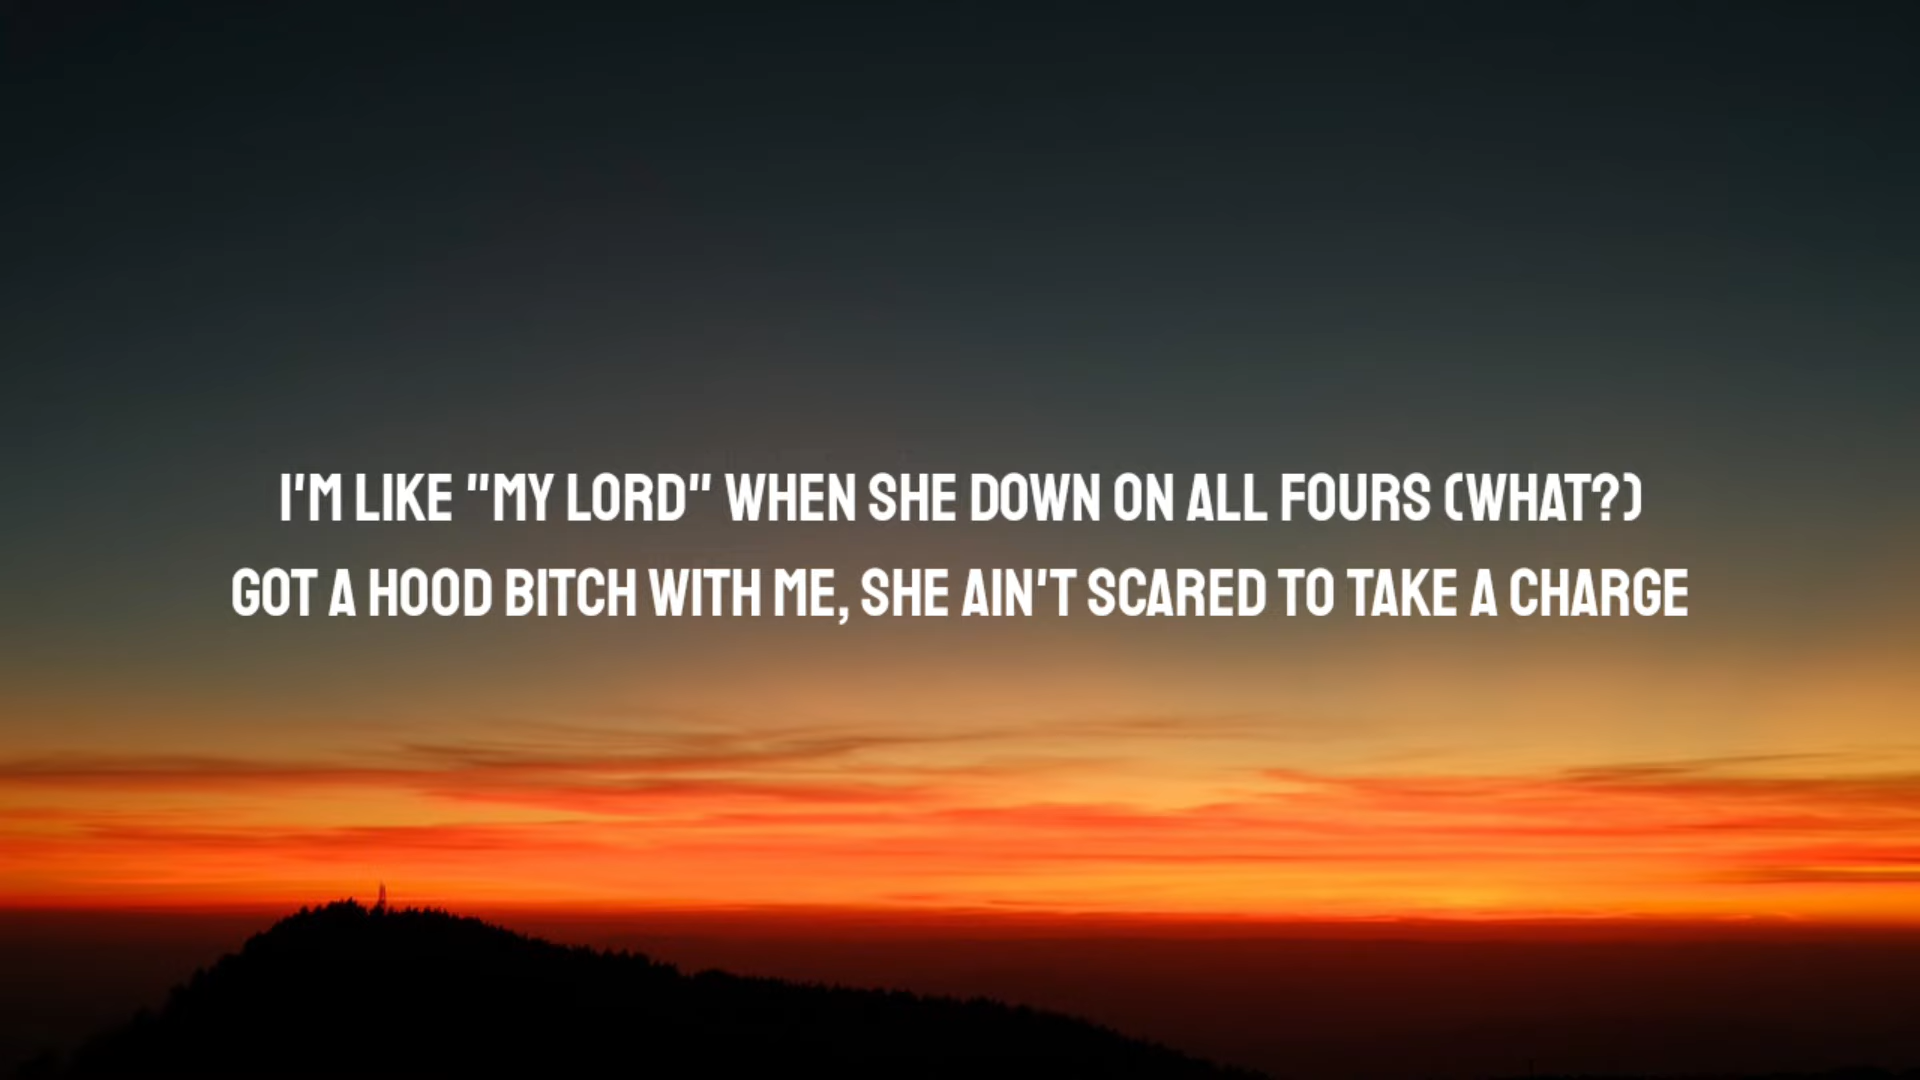 I'M LIKE "MY LORD" WHEN SHE DOWN ON ALL FOURS (WHAT?)
GOT A HOOD BITCH WITH ME, SHE AIN'T SCARED TO TAKE A CHARGE